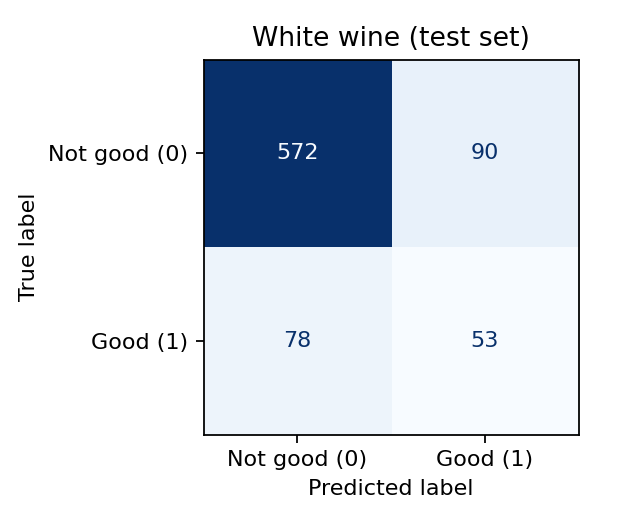 White wine (test set)
True label
Not good (0)
572
90
Good (1)
78
53
Not good (0)
Good (1)
Predicted label